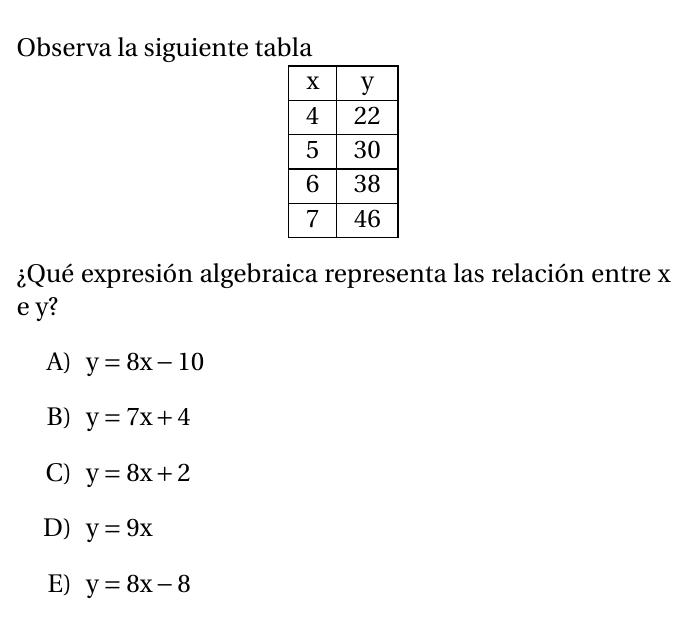 Observa la siguiente tabla
x y
4 22
5 30
6 38
7 46
¿Qué expresión algebraica representa las relación entre x
e y?
A) y = 8x − 10
B) y = 7x + 4
C) y = 8x + 2
D) y = 9x
E) y = 8x − 8